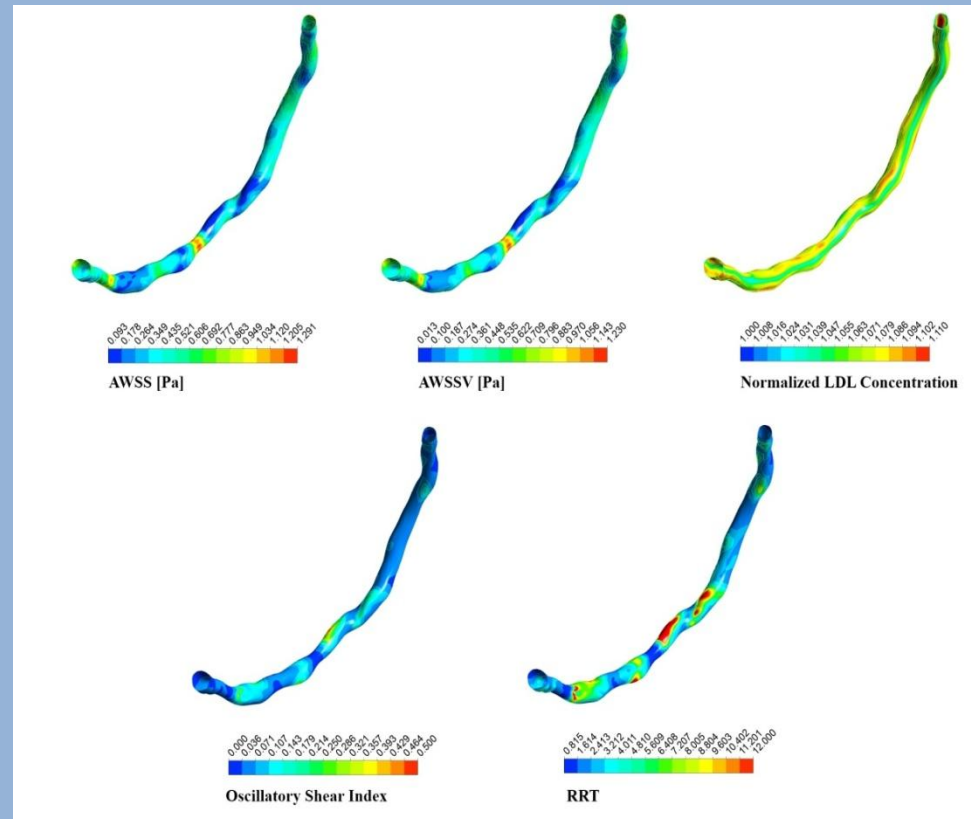 0.093 0.178 0.264 0.349 0.435 0.521 0.606 0.692 0.777 0.863 0.949 1.034 1.120 1.205 1.291
AWSS [Pa]
0.013 0.100 0.187 0.274 0.361 0.448 0.535 0.622 0.709 0.796 0.883 0.970 1.056 1.143 1.230
AWSSV [Pa]
1.000 1.008 1.016 1.024 1.031 1.039 1.047 1.055 1.063 1.071 1.079 1.086 1.094 1.102 1.110
Normalized LDL Concentration
0.000 0.036 0.071 0.107 0.143 0.179 0.214 0.250 0.286 0.321 0.357 0.393 0.429 0.464 0.500
Oscillatory Shear Index
0.815 1.614 2.413 3.212 4.011 4.810 5.609 6.408 7.207 8.005 8.804 9.603 10.402 11.201 12.000
RRT